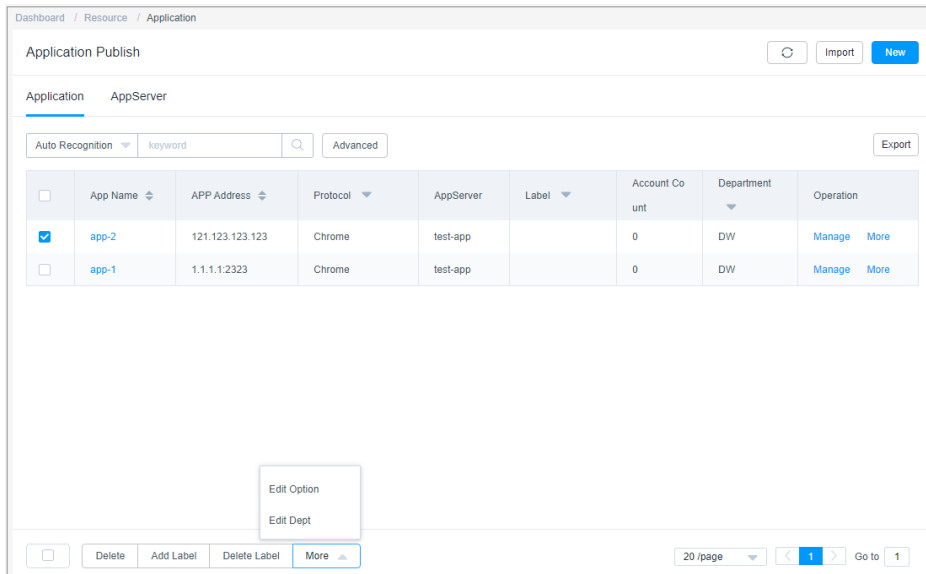 Dashboard / Resource / Application
Application Publish
Import
New
Application
AppServer
Auto Recognition
keyword
Advanced
Export
App Name
APP Address
Protocol
AppServer
Label
Account Co
unt
Department
Operation
app-2
121.123.123.123
Chrome
test-app
0
DW
Manage
More
app-1
1.1.1.1:2323
Chrome
test-app
0
DW
Manage
More
Edit Option
Edit Dept
Delete
Add Label
Delete Label
More
20 /page
1
Go to
1